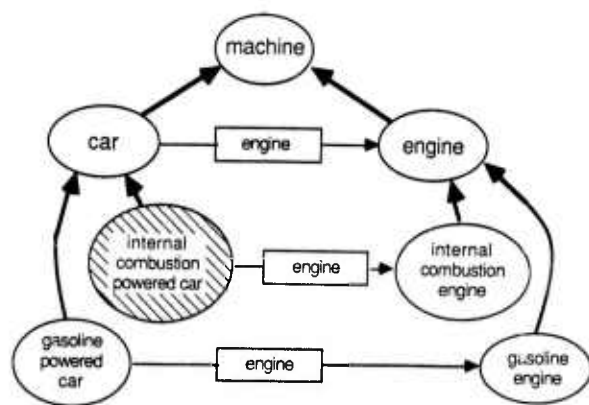 machine
car
engine
engine
internal
combustion
powered car
engine
internal
combustion
engine
gasoline
powered
car
engine
gasoline
engine